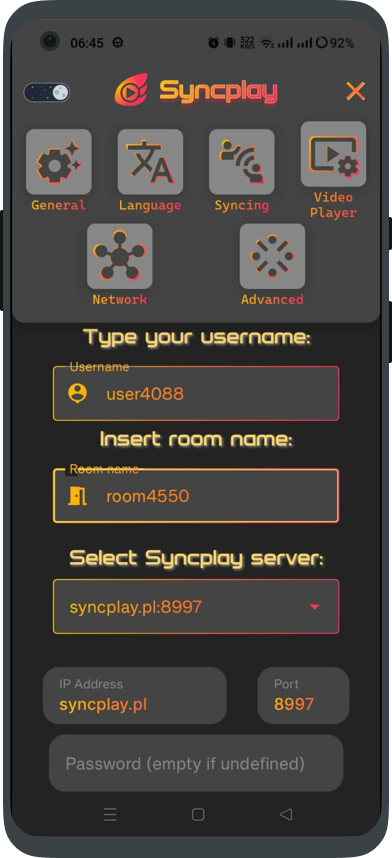 06:45 322 KB/S 92%
Syncplay
General Language Syncing Video Player
Network Advanced
Type your username:
Username
user4088
Insert room name:
Room name
room4550
Select Syncplay server:
syncplay.pl:8997
IP Address Port
syncplay.pl 8997
Password (empty if undefined)